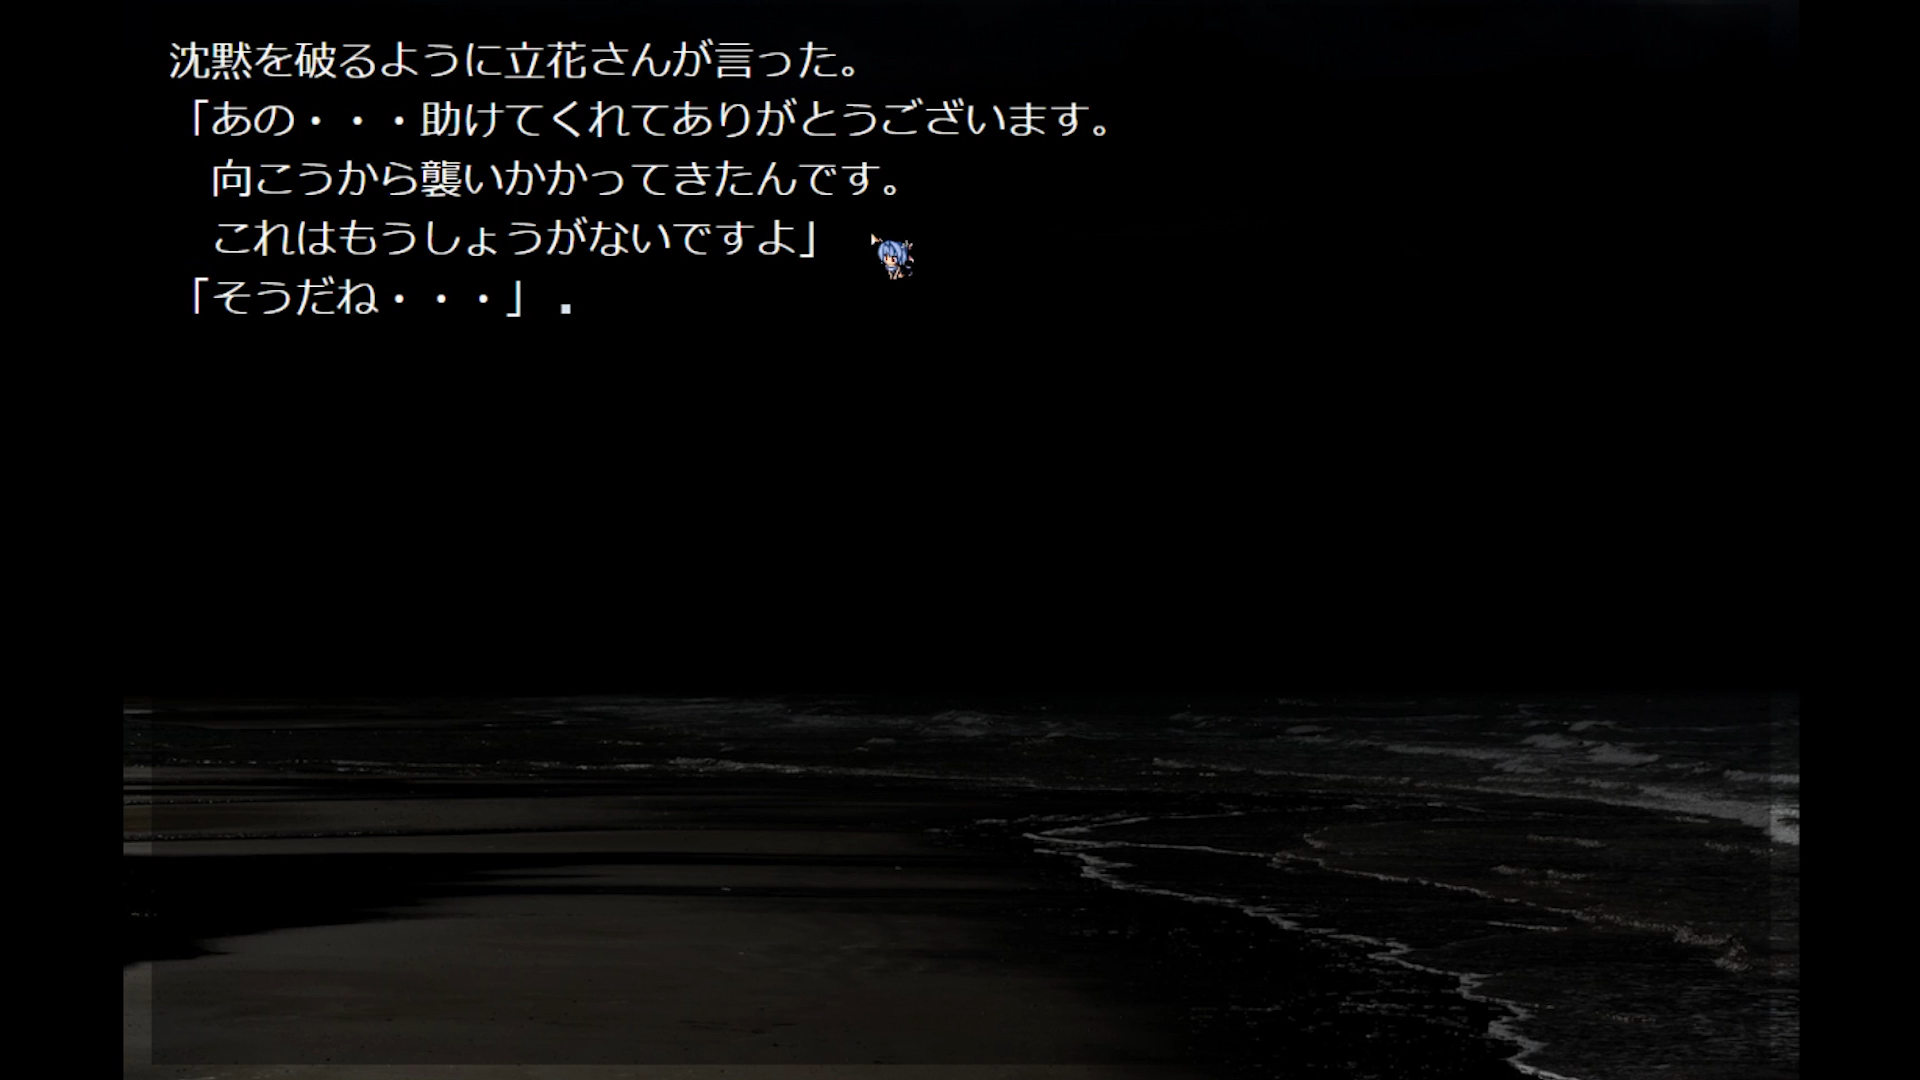 沈黙を破るように立花さんが言った。
「あの・・・助けてくれてありがとうございます。
向こうから襲いかかってきたんです。
これはもうしょうがないですよ」
「そうだね・・・」